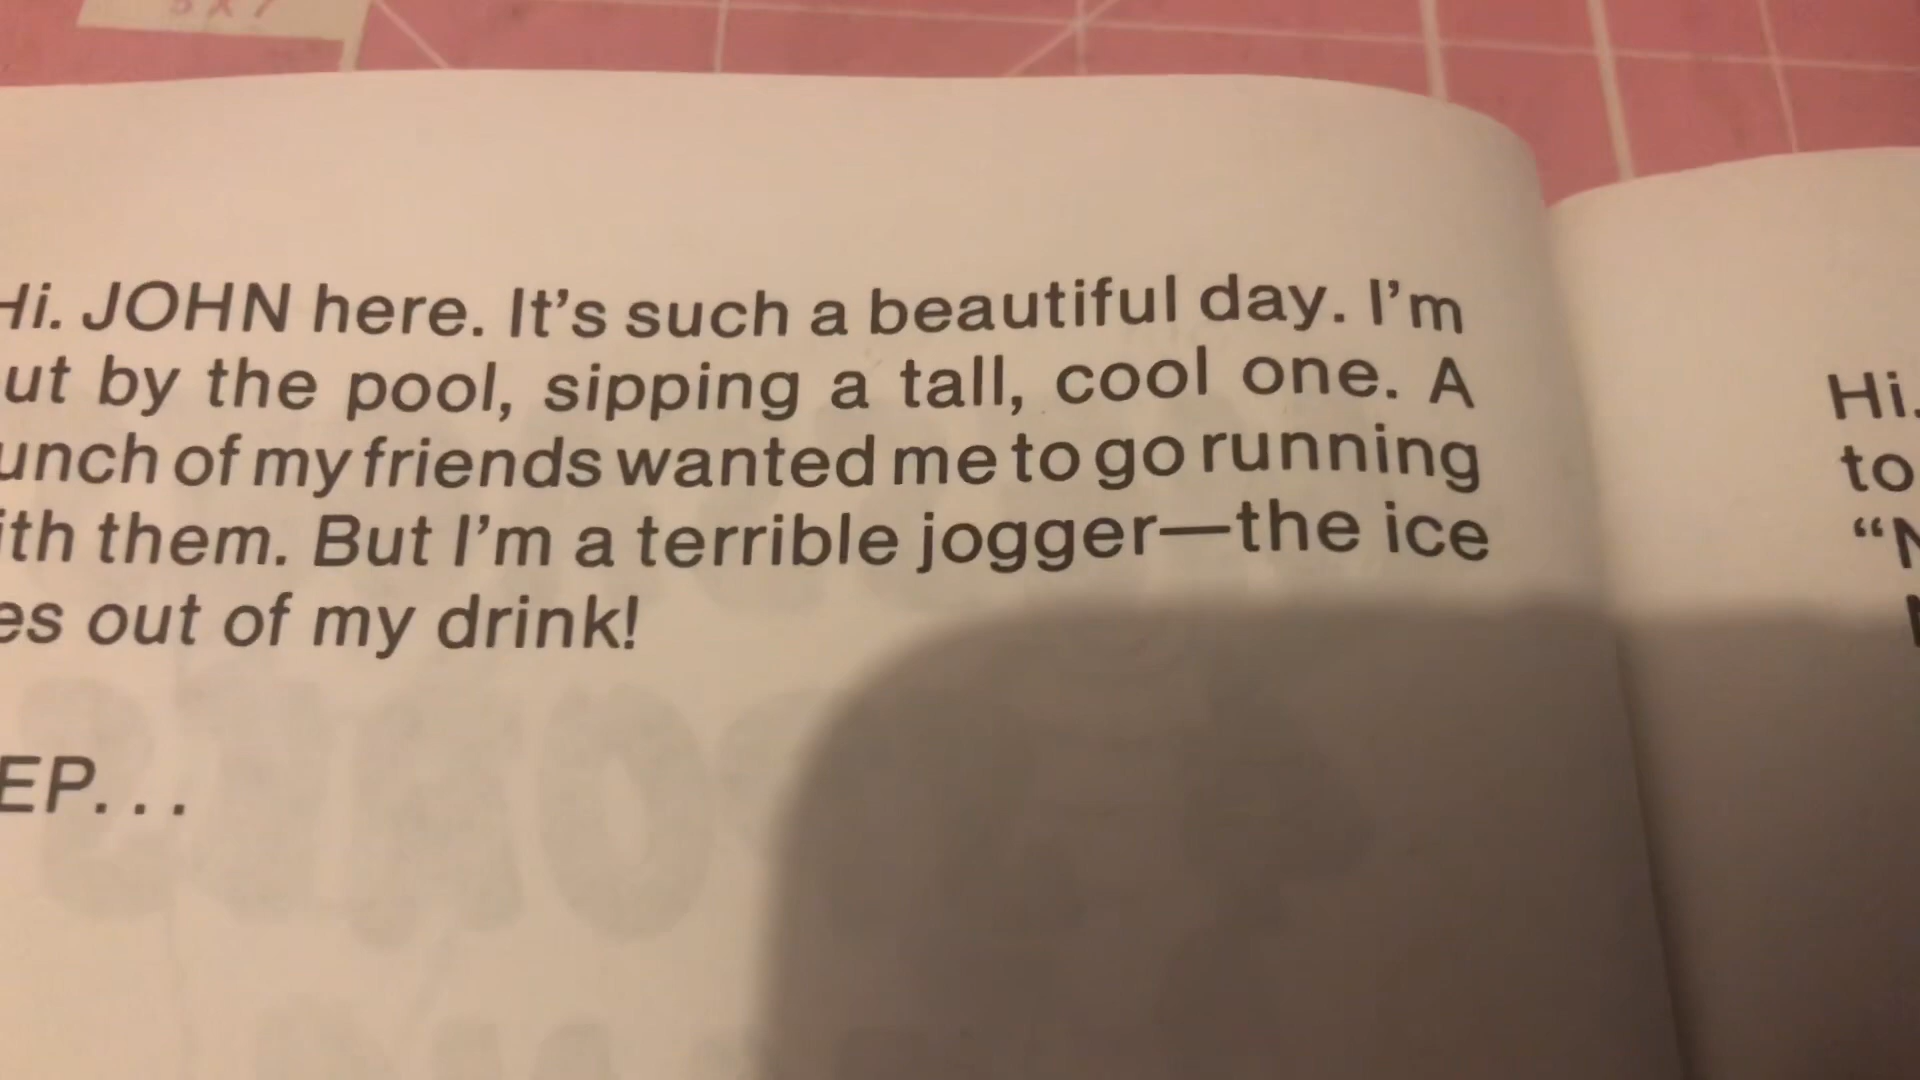 Hi. JOHN here. It's such a beautiful day. I'm
ut by the pool, sipping a tall, cool one. A
unch of my friends wanted me to go running
ith them. But I'm a terrible jogger—the ice
es out of my drink!
EP...
Hi.
to